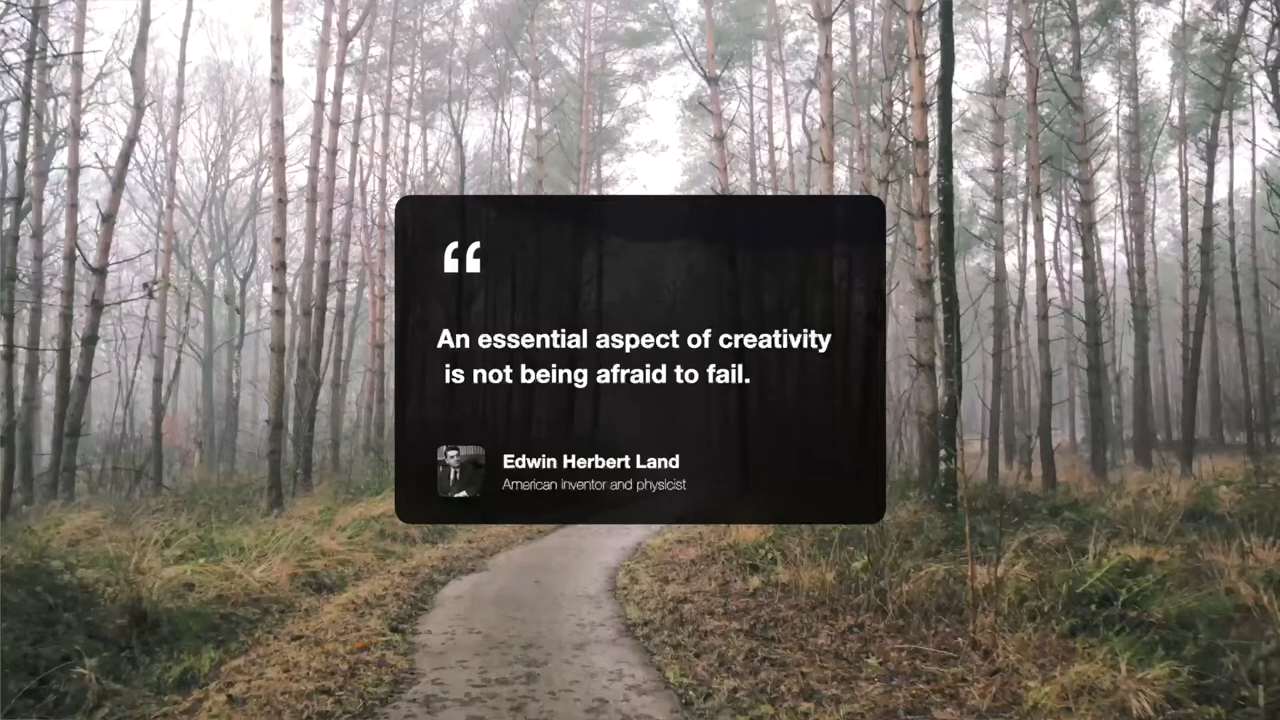 “
An essential aspect of creativity
is not being afraid to fail.
Edwin Herbert Land
American inventor and physicist